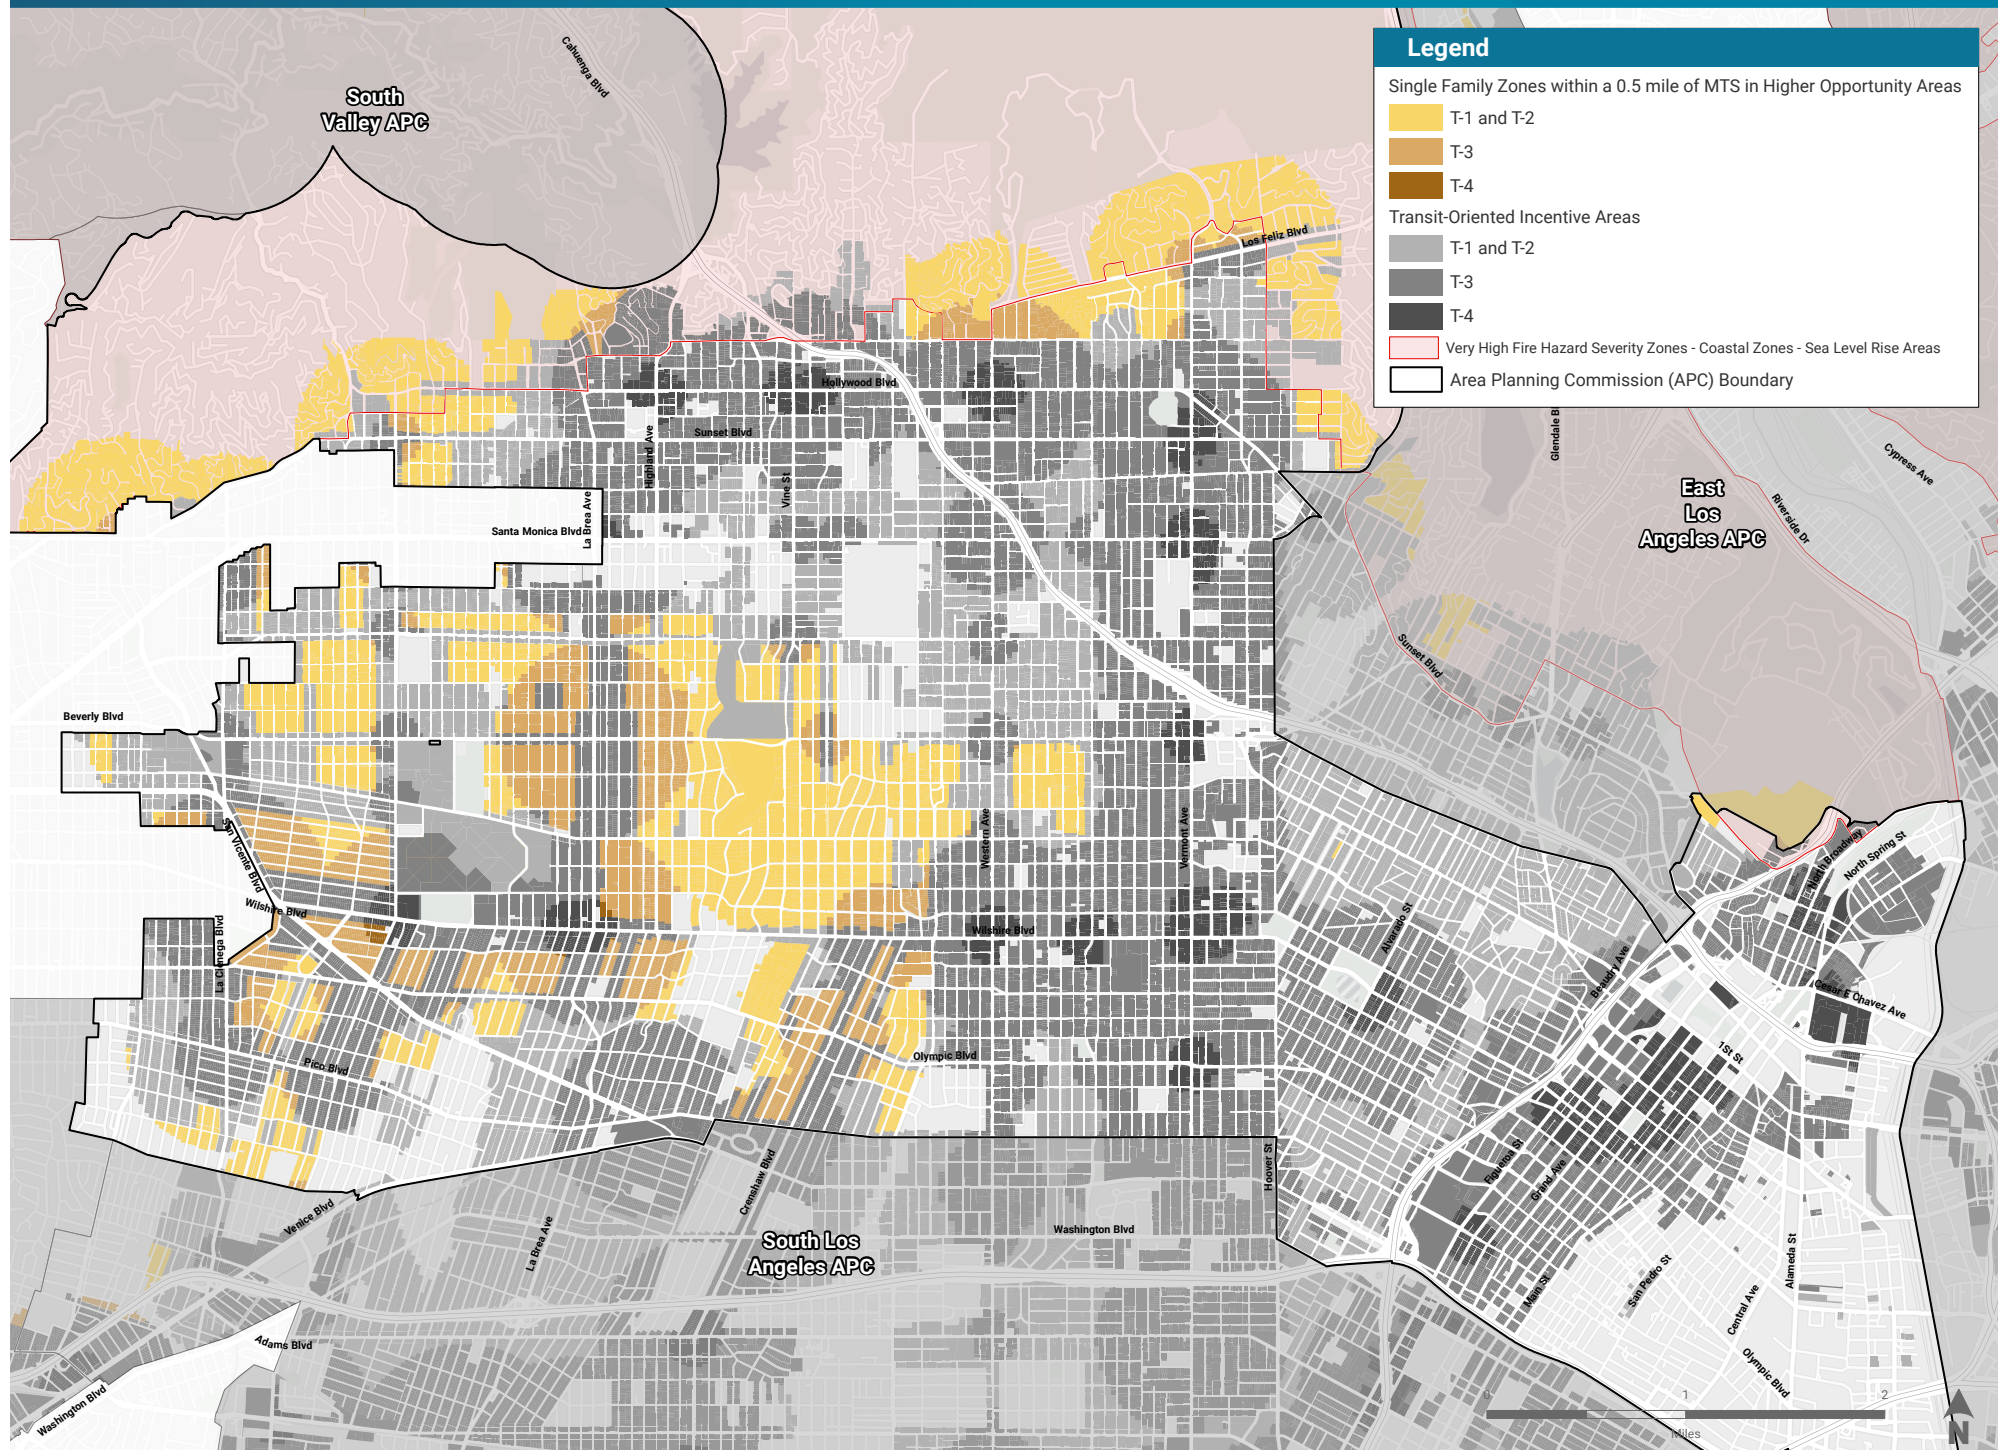 Legend
Single Family Zones within a 0.5 mile of MTS in Higher Opportunity Areas
T-1 and T-2
T-3
T-4
Transit-Oriented Incentive Areas
T-1 and T-2
T-3
T-4
Very High Fire Hazard Severity Zones - Coastal Zones - Sea Level Rise Areas
Area Planning Commission (APC) Boundary
Cahuenga Blvd
South
Valley APC
Los Feliz Blvd
Hollywood Blvd
Sunset Blvd
Highland Ave
Vine St
Glendale Bl
Cypress Ave
Riverside Dr
East
Los
Angeles APC
La Brea Ave
Santa Monica Blvd
Sunset Blvd
Beverly Blvd
San Vicente Blvd
Western Ave
Vermont Ave
North Broadway
North Spring St
Wilshire Blvd
La Cienega Blvd
Wilshire Blvd
Alvarado St
Beaudry Ave
Cesar E Chavez Ave
1St St
Olympic Blvd
Pico Blvd
Hoover St
Figueroa St
Grand Ave
Crenshaw Blvd
Venice Blvd
La Brea Ave
South Los
Angeles APC
Washington Blvd
Main St
San Pedro St
Central Ave
Alameda St
Adams Blvd
Olympic Blvd
Washington Blvd
0 1 2
Miles
N